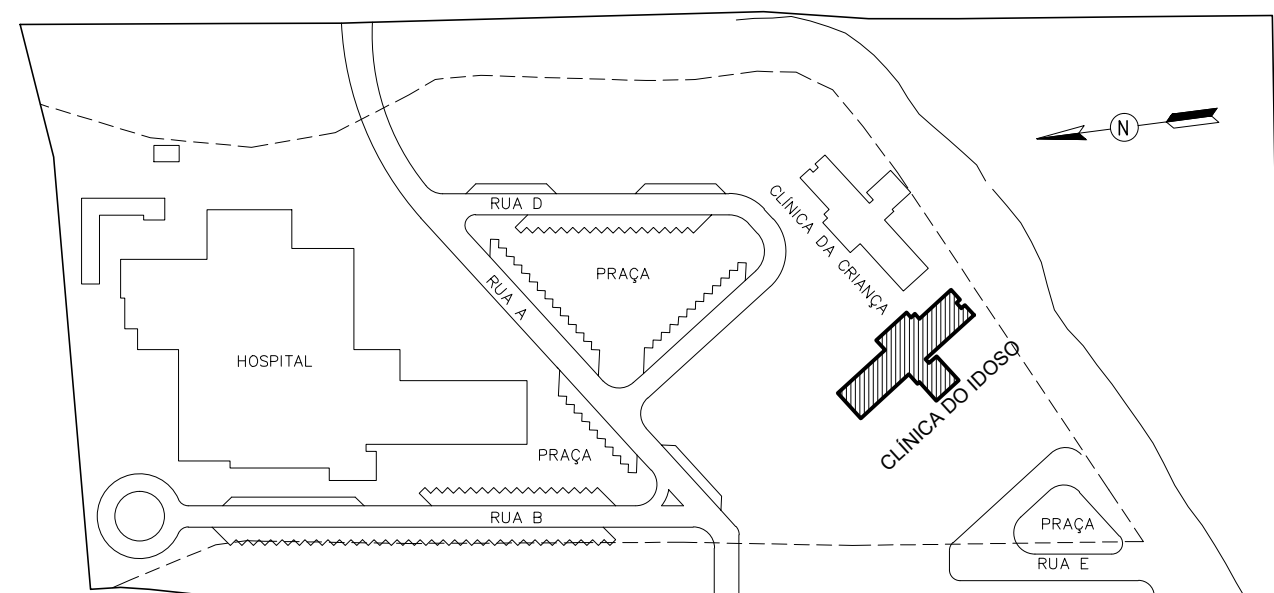 N
RUA D
CLÍNICA DA CRIANÇA
PRAÇA
RUA A
HOSPITAL
CLÍNICA DO IDOSO
PRAÇA
RUA B
PRAÇA
RUA E